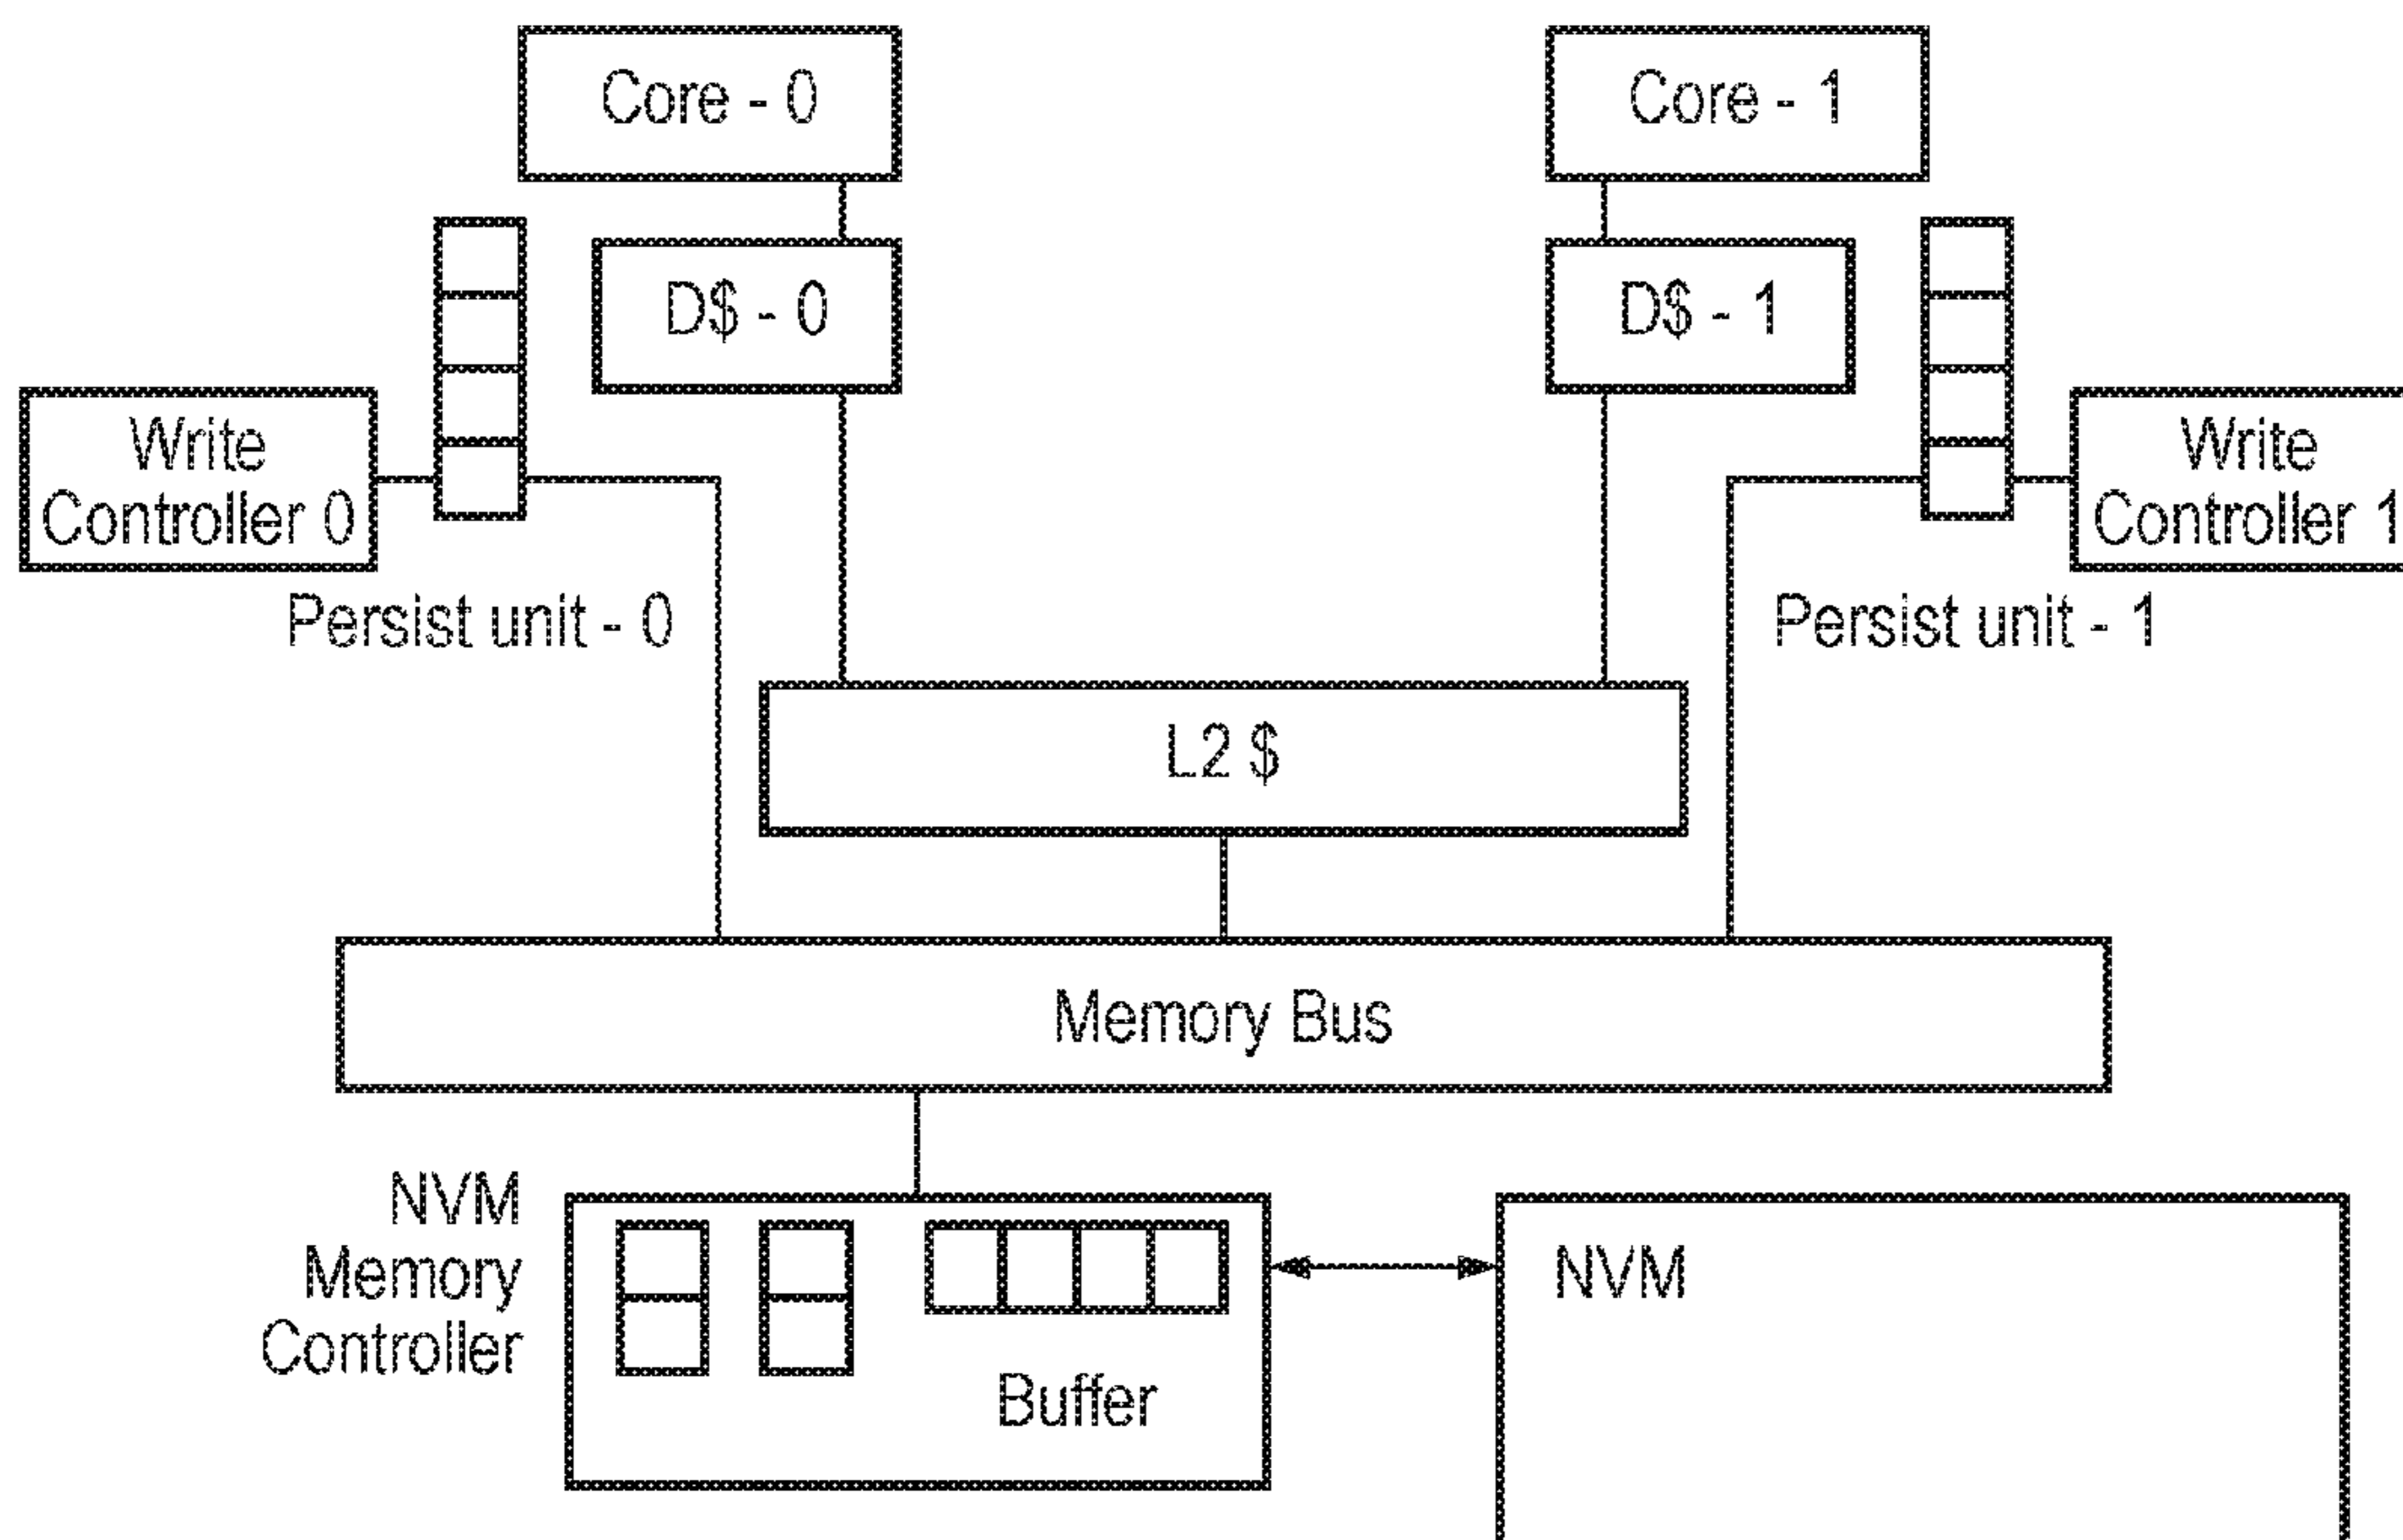 Core - 0
Core - 1
D$ - 0
D$ - 1
Write
Controller 0
Write
Controller 1
Persist unit - 0
Persist unit - 1
L2 $
Memory Bus
NVM
Memory
Controller
Buffer
NVM